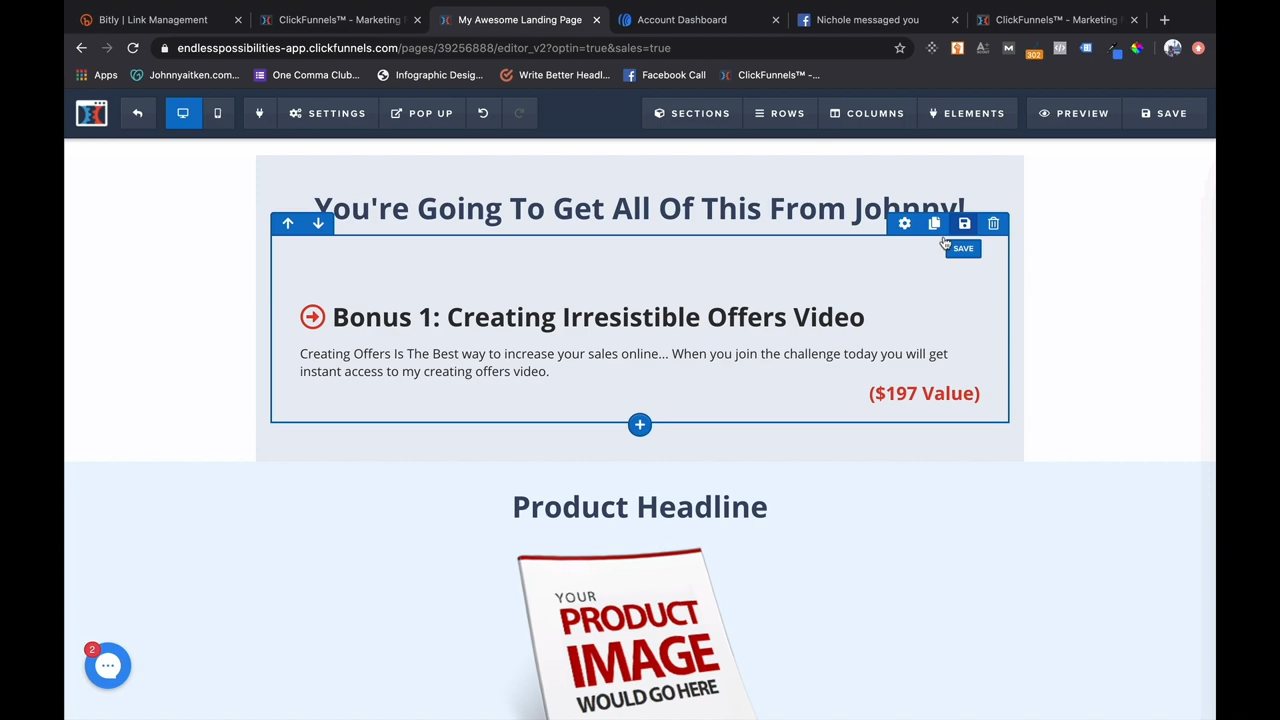 Bitly | Link Management
ClickFunnels™ - Marketing
My Awesome Landing Page
Account Dashboard
Nichole messaged you
ClickFunnels™ - Marketing
endlesspossibilities-app.clickfunnels.com/pages/39256888/editor_v2?optin=true&sales=true
302
Apps
Johnnyaitken.com...
One Comma Club...
Infographic Desig...
Write Better Headl...
Facebook Call
ClickFunnels™ -...
SETTINGS
POP UP
SECTIONS
ROWS
COLUMNS
ELEMENTS
PREVIEW
SAVE
You're Going To Get All Of This From Johnny!
SAVE
Bonus 1: Creating Irresistible Offers Video
Creating Offers Is The Best way to increase your sales online... When you join the challenge today you will get
instant access to my creating offers video.
($197 Value)
Product Headline
YOUR
PRODUCT
IMAGE
WOULD GO HERE
2